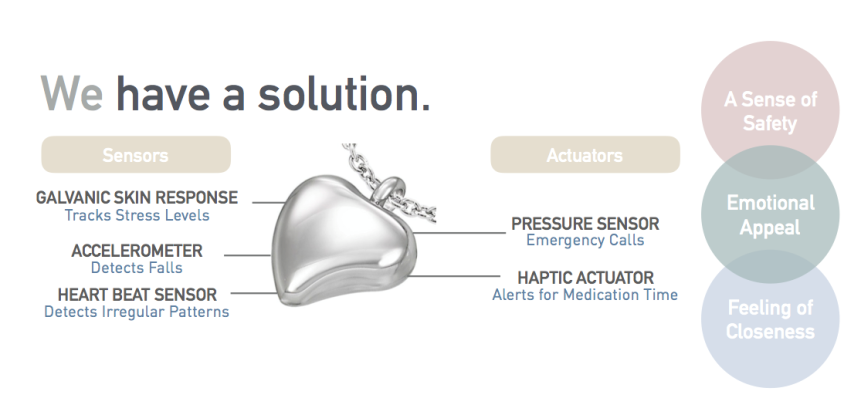 We have a solution.
Sensors
GALVANIC SKIN RESPONSE
Tracks Stress Levels
ACCELEROMETER
Detects Falls
HEART BEAT SENSOR
Detects Irregular Patterns
Actuators
PRESSURE SENSOR
Emergency Calls
HAPTIC ACTUATOR
Alerts for Medication Time
A Sense of
Safety
Emotional
Appeal
Feeling of
Closeness